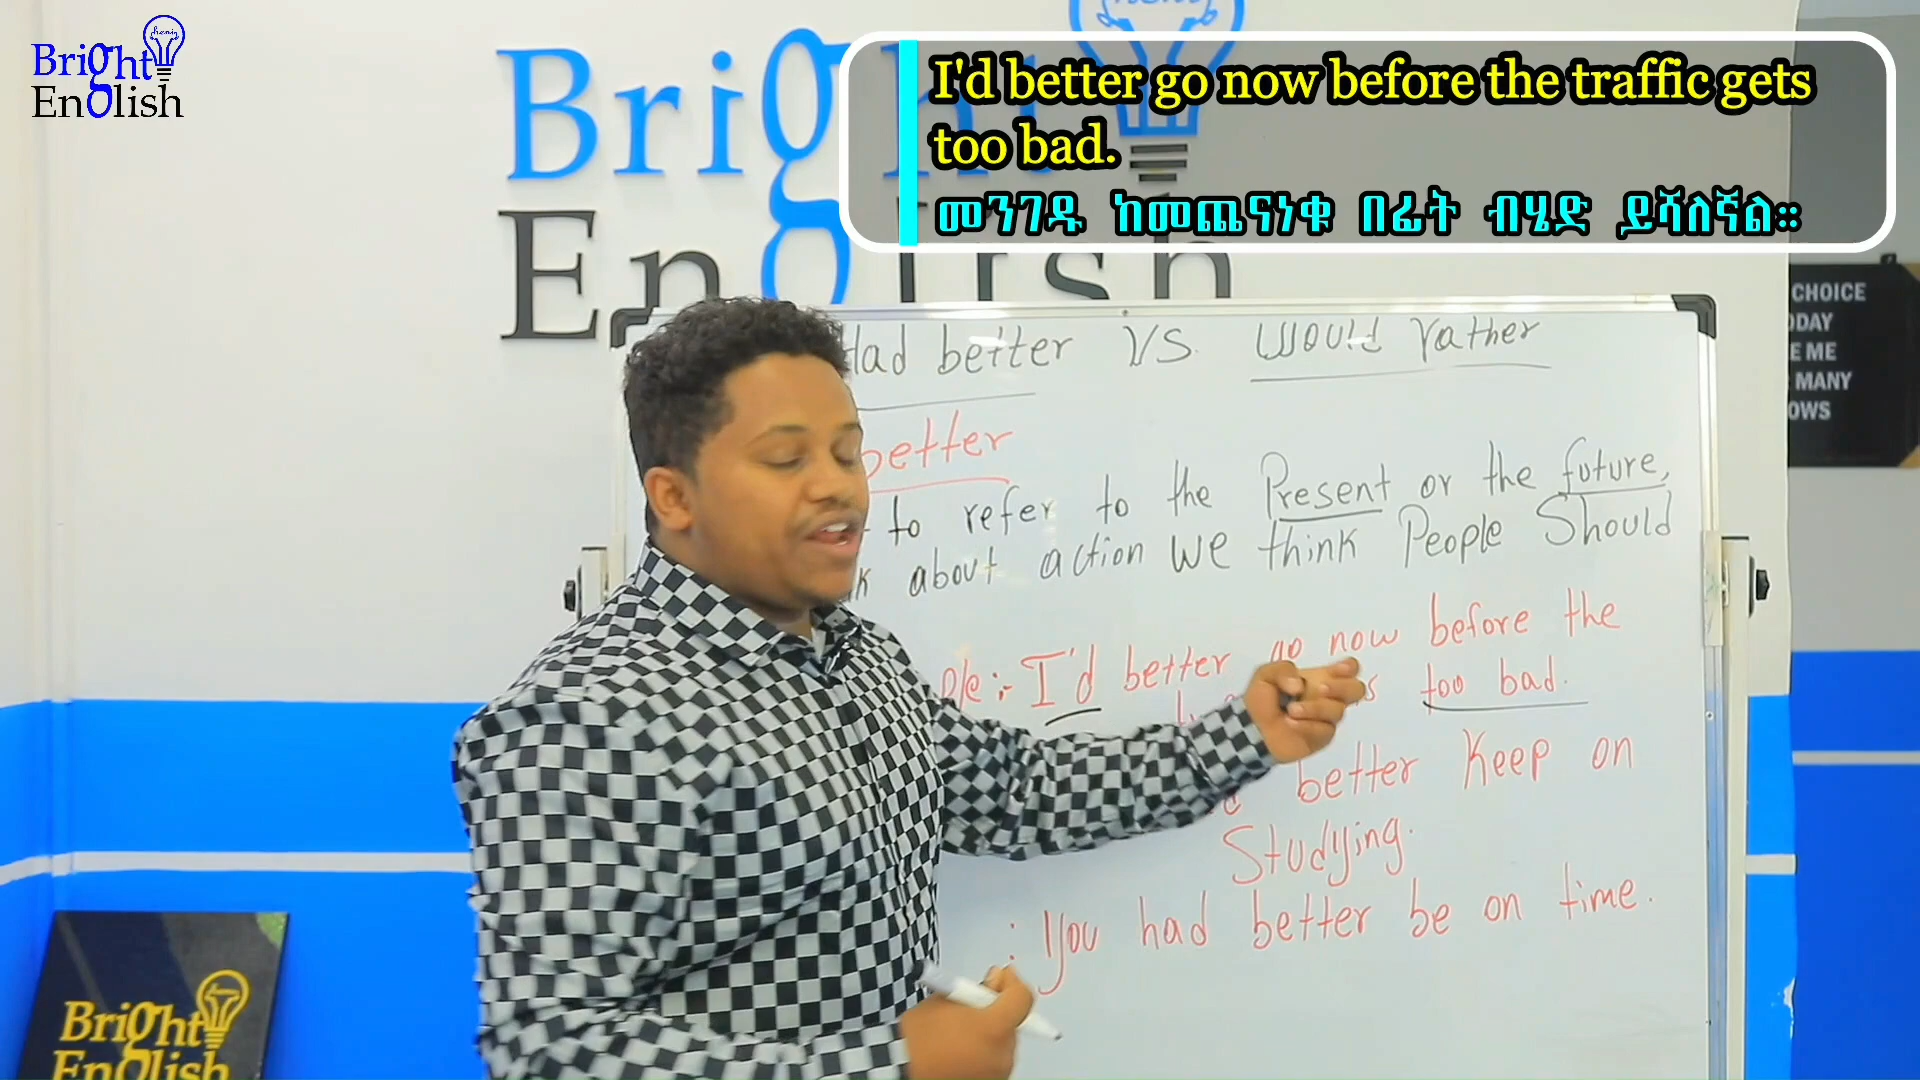 Bright
English
Bright
English
I'd better go now before the traffic gets
too bad.
መንገዱ ከመጨናነቁ በፊት ብሄድ ይሻለኛል።
CHOICE
ME
MANY
Had better VS. Would rather
better
to refer to the Present or the future,
about action we think People Should
I'd better go now before the
too bad.
better keep on
Studying.
: You had better be on time.
Bright
English